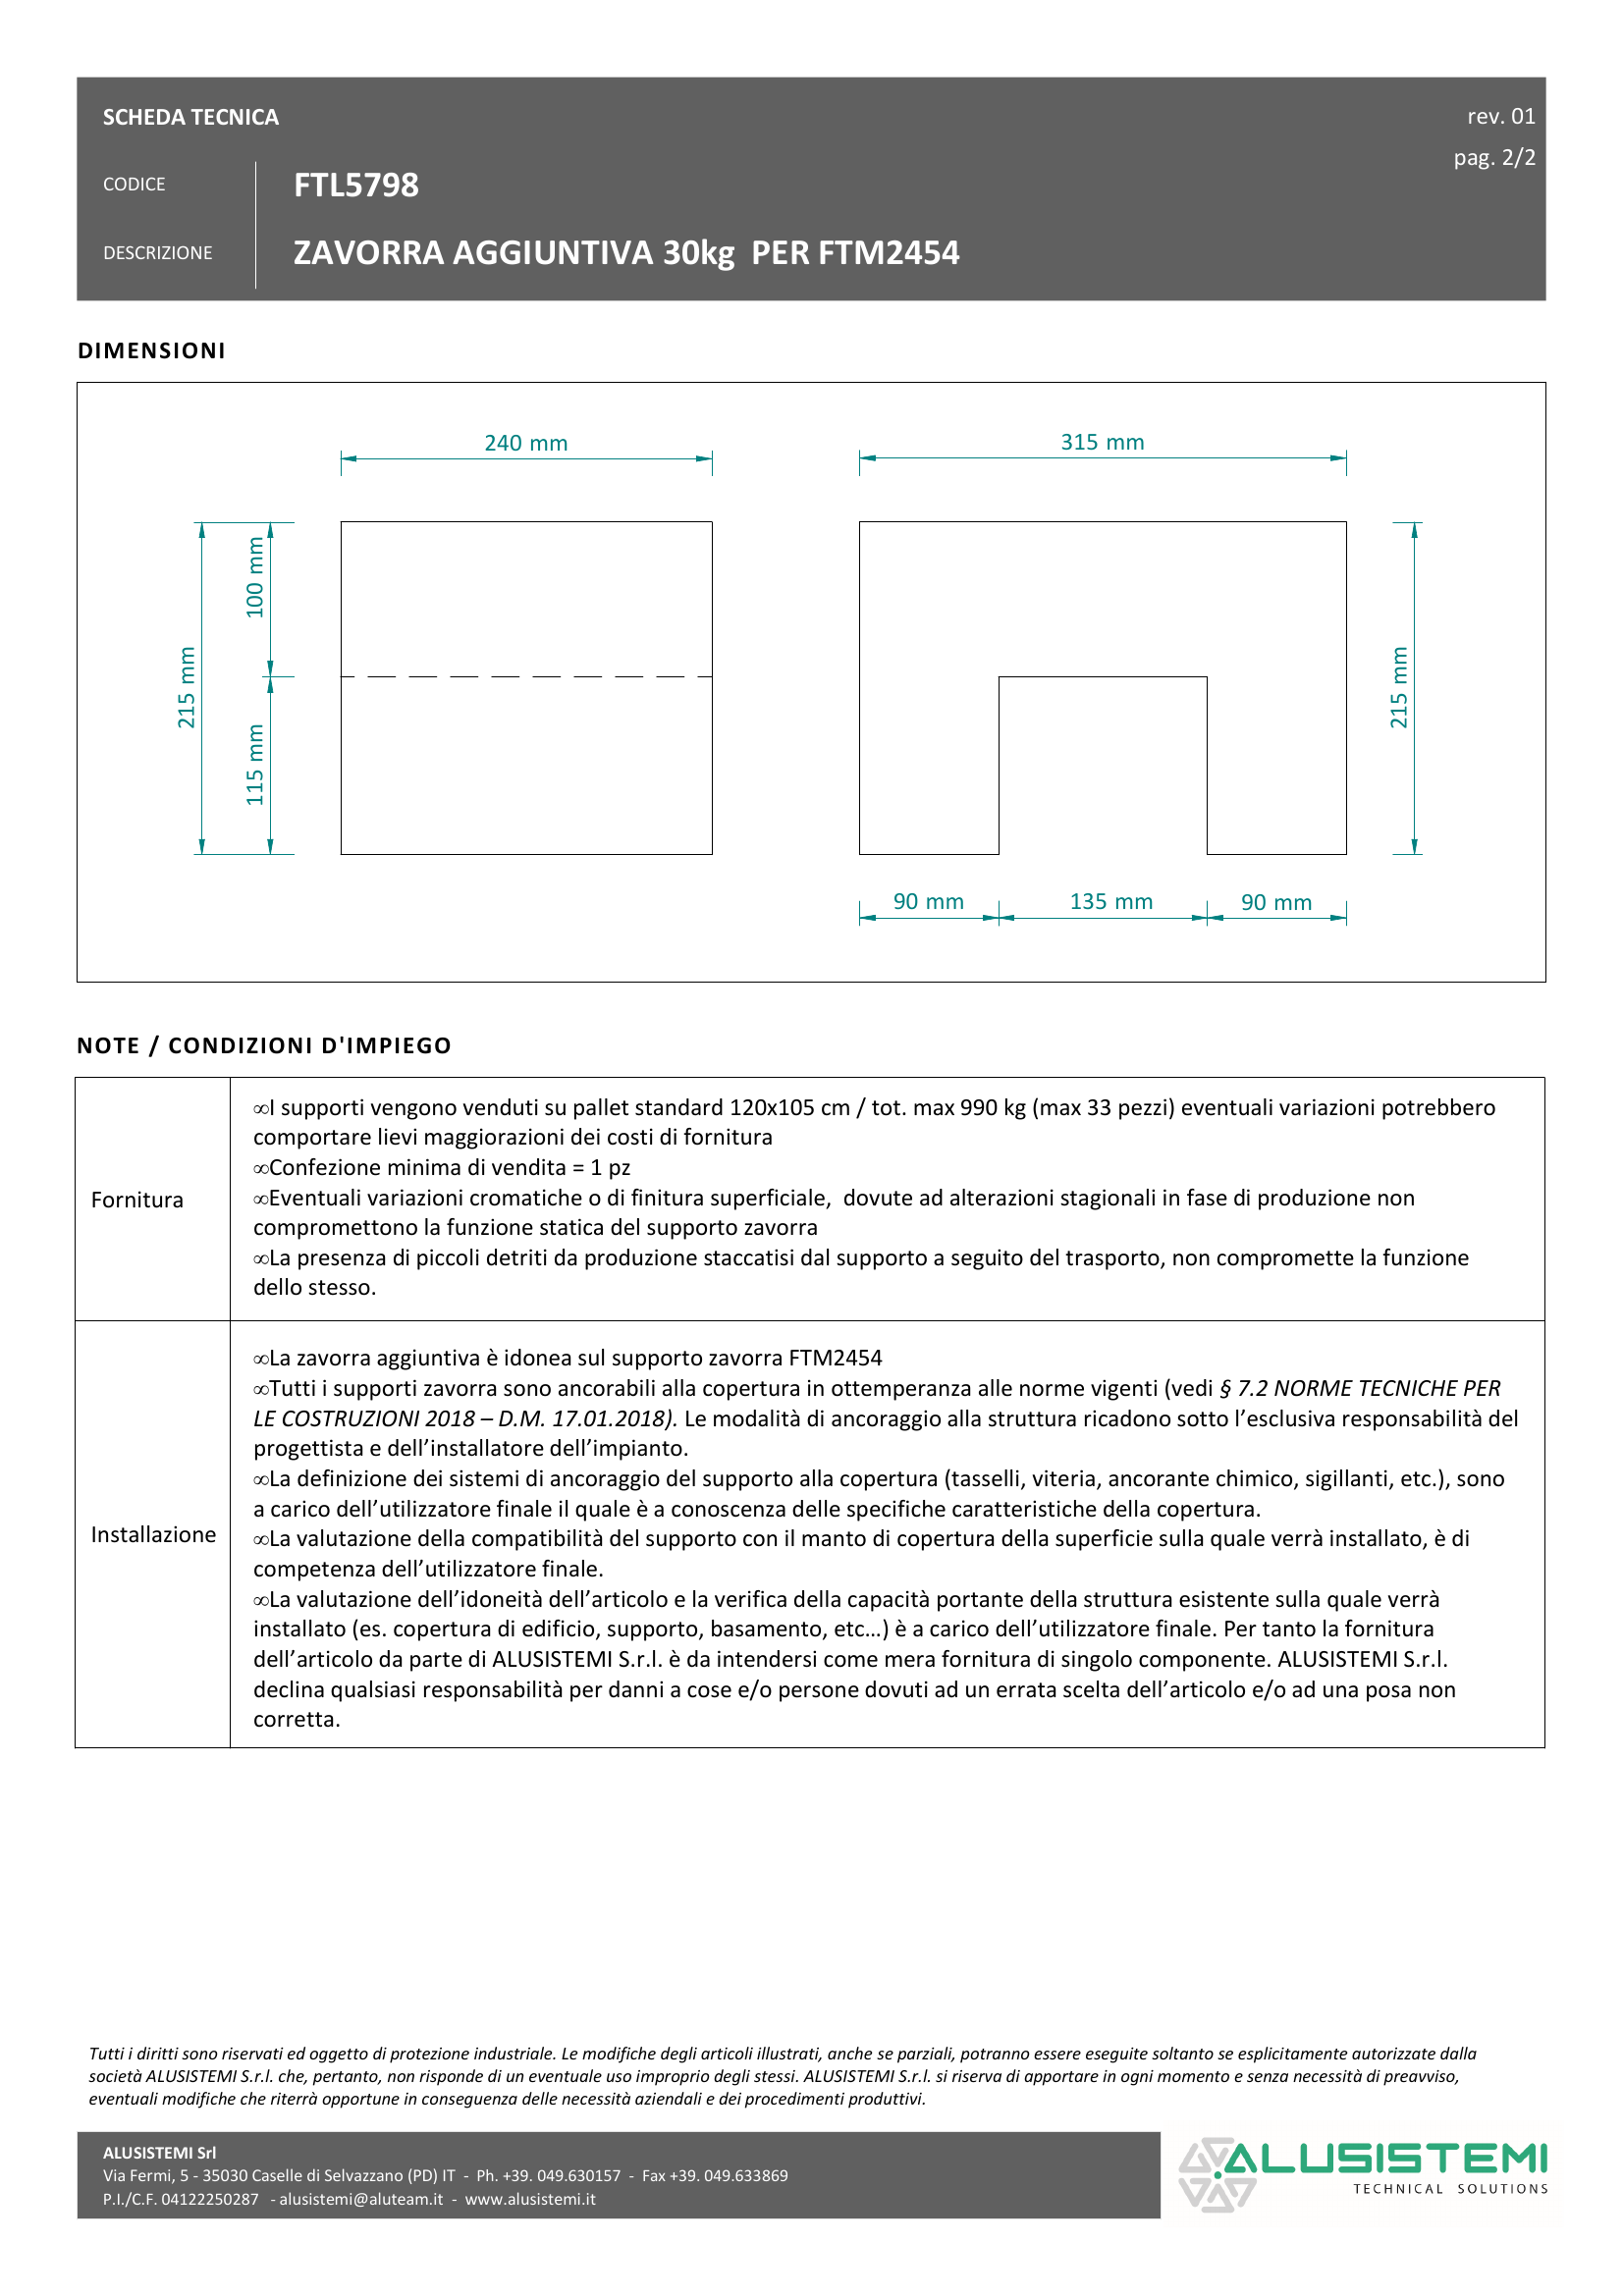 SCHEDA TECNICA
rev. 01
pag. 2/2
CODICE
FTL5798
DESCRIZIONE
ZAVORRA AGGIUNTIVA 30kg  PER FTM2454
DIMENSIONI
240 mm
315 mm
100 mm
215 mm
115 mm
215 mm
90 mm
135 mm
90 mm
NOTE / CONDIZIONI D'IMPIEGO
Fornitura
∞I supporti vengono venduti su pallet standard 120x105 cm / tot. max 990 kg (max 33 pezzi) eventuali variazioni potrebbero
comportare lievi maggiorazioni dei costi di fornitura
∞Confezione minima di vendita = 1 pz
∞Eventuali variazioni cromatiche o di finitura superficiale,  dovute ad alterazioni stagionali in fase di produzione non
compromettono la funzione statica del supporto zavorra
∞La presenza di piccoli detriti da produzione staccatisi dal supporto a seguito del trasporto, non compromette la funzione
dello stesso.
Installazione
∞La zavorra aggiuntiva è idonea sul supporto zavorra FTM2454
∞Tutti i supporti zavorra sono ancorabili alla copertura in ottemperanza alle norme vigenti (vedi § 7.2 NORME TECNICHE PER
LE COSTRUZIONI 2018 – D.M. 17.01.2018). Le modalità di ancoraggio alla struttura ricadono sotto l’esclusiva responsabilità del
progettista e dell’installatore dell’impianto.
∞La definizione dei sistemi di ancoraggio del supporto alla copertura (tasselli, viteria, ancorante chimico, sigillanti, etc.), sono
a carico dell’utilizzatore finale il quale è a conoscenza delle specifiche caratteristiche della copertura.
∞La valutazione della compatibilità del supporto con il manto di copertura della superficie sulla quale verrà installato, è di
competenza dell’utilizzatore finale.
∞La valutazione dell’idoneità dell’articolo e la verifica della capacità portante della struttura esistente sulla quale verrà
installato (es. copertura di edificio, supporto, basamento, etc…) è a carico dell’utilizzatore finale. Per tanto la fornitura
dell’articolo da parte di ALUSISTEMI S.r.l. è da intendersi come mera fornitura di singolo componente. ALUSISTEMI S.r.l.
declina qualsiasi responsabilità per danni a cose e/o persone dovuti ad un errata scelta dell’articolo e/o ad una posa non
corretta.
Tutti i diritti sono riservati ed oggetto di protezione industriale. Le modifiche degli articoli illustrati, anche se parziali, potranno essere eseguite soltanto se esplicitamente autorizzate dalla
società ALUSISTEMI S.r.l. che, pertanto, non risponde di un eventuale uso improprio degli stessi. ALUSISTEMI S.r.l. si riserva di apportare in ogni momento e senza necessità di preavviso,
eventuali modifiche che riterrà opportune in conseguenza delle necessità aziendali e dei procedimenti produttivi.
ALUSISTEMI Srl
Via Fermi, 5 - 35030 Caselle di Selvazzano (PD) IT  -  Ph. +39. 049.630157  -  Fax +39. 049.633869
P.I./C.F. 04122250287   - alusistemi@aluteam.it  -  www.alusistemi.it
ALUSISTEMI
TECHNICAL SOLUTIONS